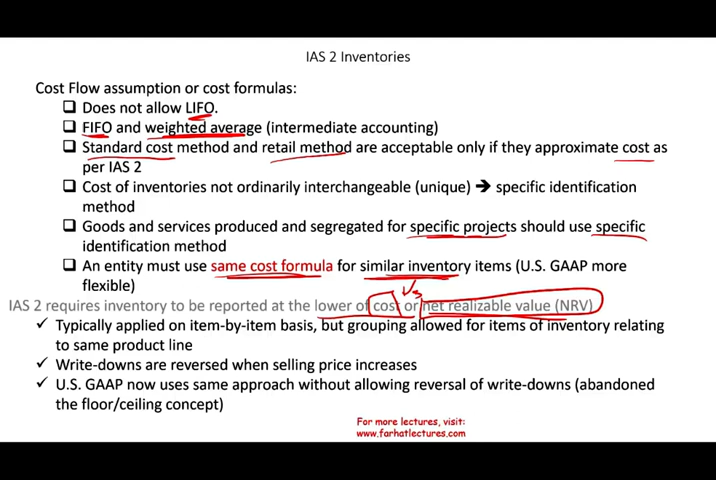 IAS 2 Inventories
Cost Flow assumption or cost formulas:
Does not allow LIFO.
FIFO and weighted average (intermediate accounting)
Standard cost method and retail method are acceptable only if they approximate cost as
per IAS 2
Cost of inventories not ordinarily interchangeable (unique) → specific identification
method
Goods and services produced and segregated for specific projects should use specific
identification method
An entity must use same cost formula for similar inventory items (U.S. GAAP more
flexible)
Vs
IAS 2 requires inventory to be reported at the lower of cost or net realizable value (NRV)
Typically applied on item-by-item basis, but grouping allowed for items of inventory relating
to same product line
Write-downs are reversed when selling price increases
U.S. GAAP now uses same approach without allowing reversal of write-downs (abandoned
the floor/ceiling concept)
For more lectures, visit:
www.farhatlectures.com